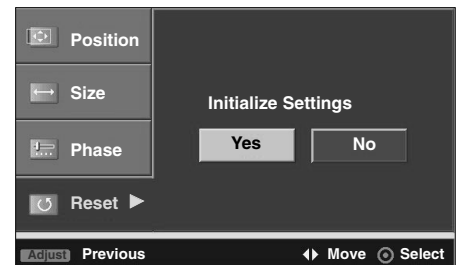 Position
Size
Phase
Reset
Initialize Settings
Yes No
Adjust Previous Move Select